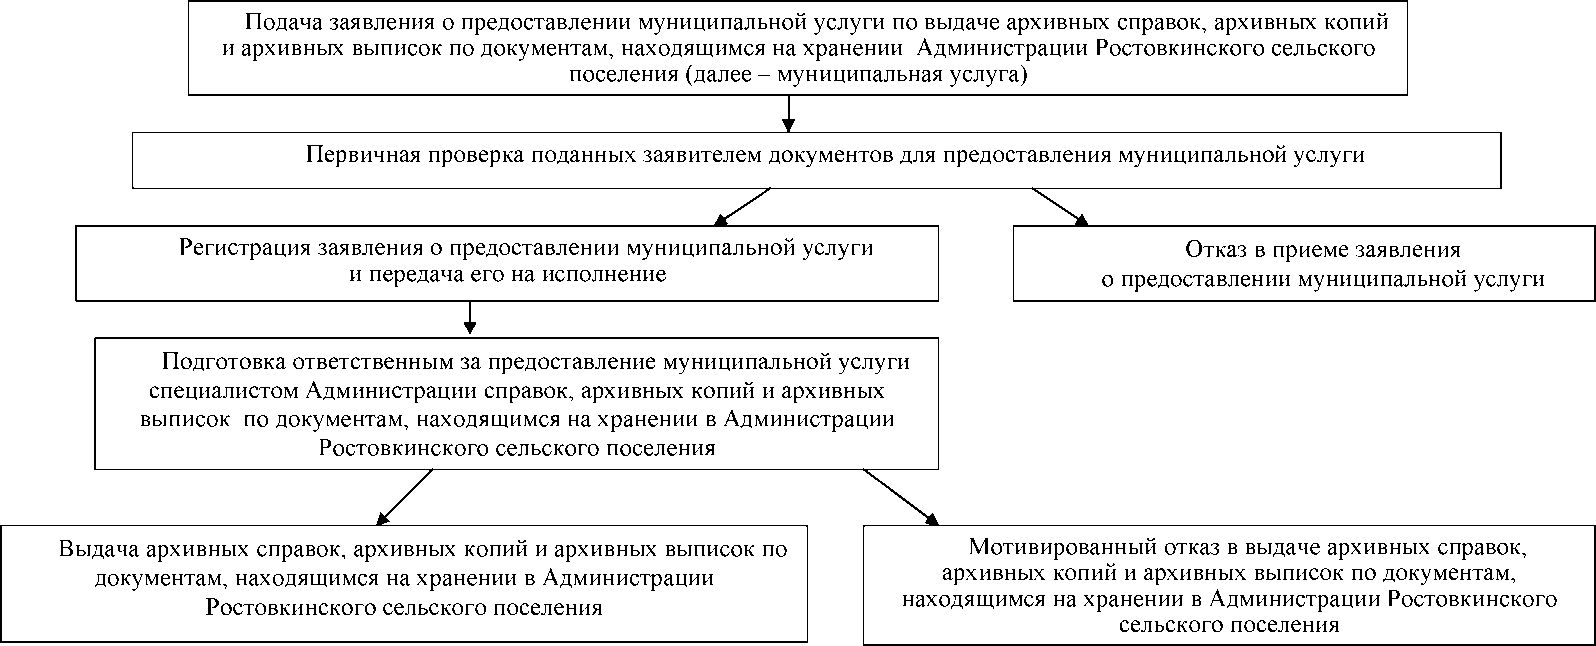 Подача заявления о предоставлении муниципальной услуги по выдаче архивных справок, архивных копий
и архивных выписок по документам, находящимся на хранении Администрации Ростовкинского сельского
поселения (далее – муниципальная услуга)
Первичная проверка поданных заявителем документов для предоставления муниципальной услуги
Регистрация заявления о предоставлении муниципальной услуги
и передача его на исполнение
Отказ в приеме заявления
о предоставлении муниципальной услуги
Подготовка ответственным за предоставление муниципальной услуги
специалистом Администрации справок, архивных копий и архивных
выписок по документам, находящимся на хранении в Администрации
Ростовкинского сельского поселения
Выдача архивных справок, архивных копий и архивных выписок по
документам, находящимся на хранении в Администрации
Ростовкинского сельского поселения
Мотивированный отказ в выдаче архивных справок,
архивных копий и архивных выписок по документам,
находящимся на хранении в Администрации Ростовкинского
сельского поселения